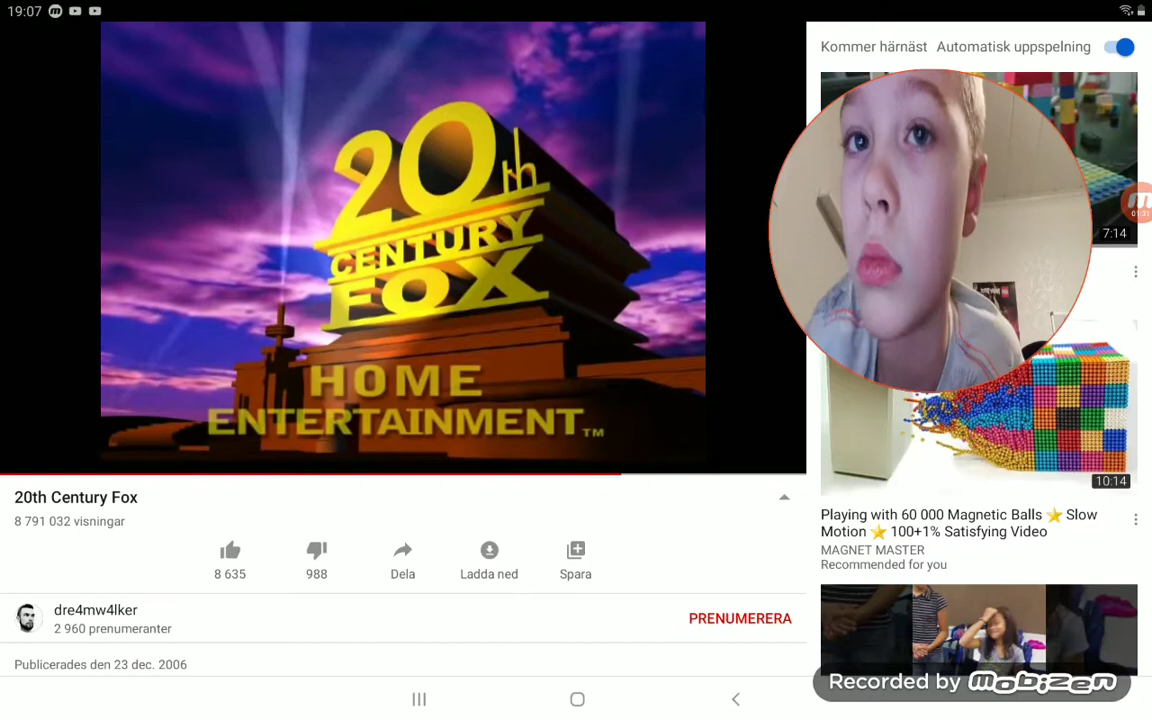 19:07
20th
CENTURY
FOX
HOME
ENTERTAINMENT™
20th Century Fox
8 791 032 visningar
8 635
988
Dela
Ladda ned
Spara
dre4mw4lker
2 960 prenumeranter
PRENUMERERA
Publicerades den 23 dec. 2006
Kommer härnäst Automatisk uppspelning
01:31
7:14
10:14
Playing with 60 000 Magnetic Balls ⭐ Slow
Motion ⭐ 100+1% Satisfying Video
MAGNET MASTER
Recommended for you
Recorded by mobizen